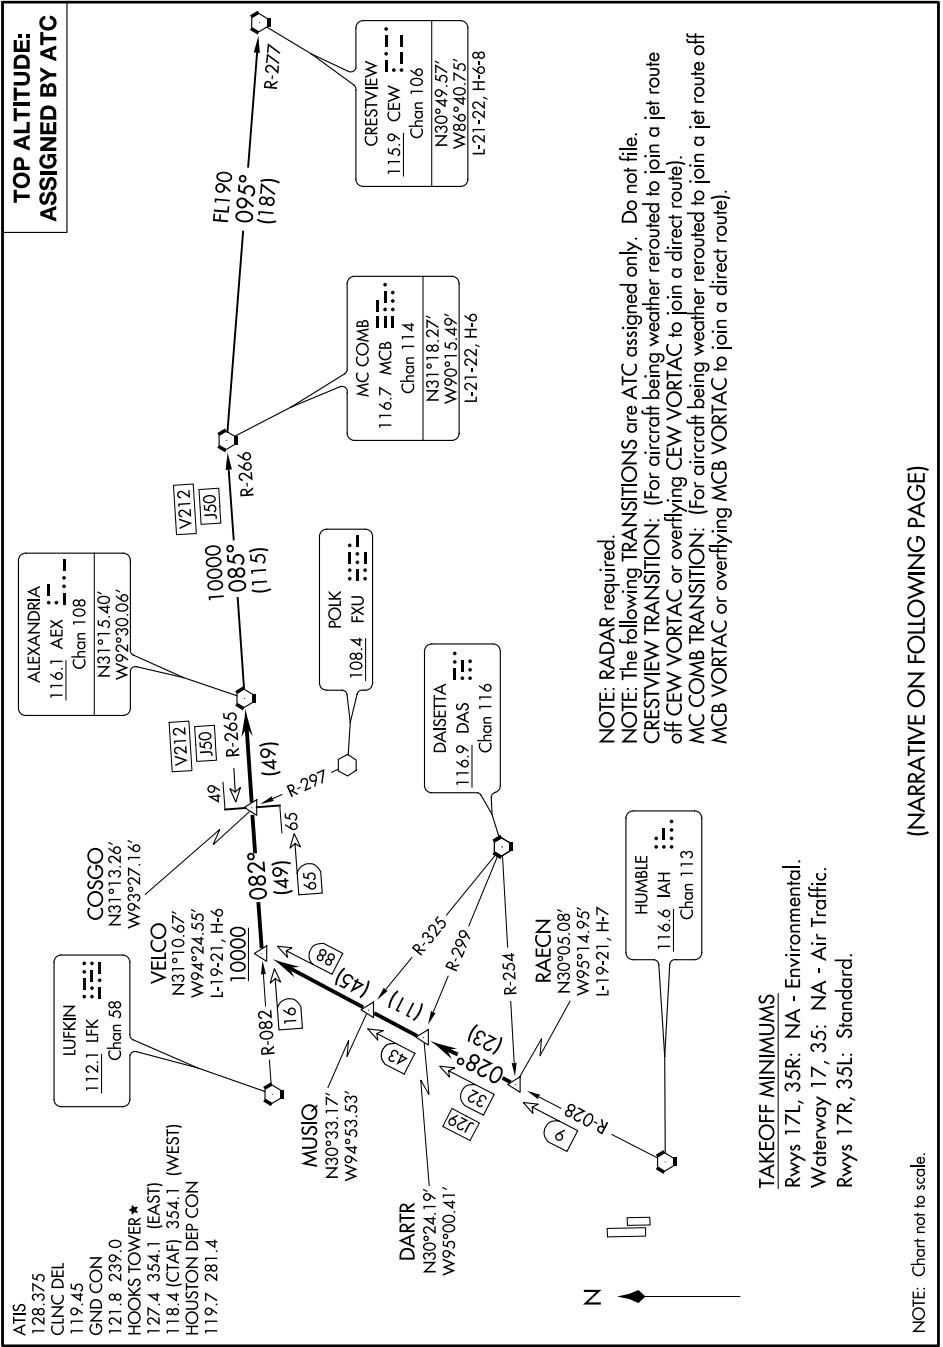 TOP ALTITUDE:
ASSIGNED BY ATC
ATIS
128.375
CLNC DEL
119.45
GND CON
121.8 239.0
HOOKS TOWER★
127.4 354.1 (EAST)
118.4 (CTAF) 354.1 (WEST)
HOUSTON DEP CON
119.7 281.4
LUFKIN
112.1 LFK
Chan 58
R-082
16
VELCO
N31°10.67'
W94°24.55'
L-19-21, H-6
10000
COSGO
N31°13.26'
W93°27.16'
082°
(49)
65
65
49
R-265
(49)
V212
J50
R-297
ALEXANDRIA
116.1 AEX
Chan 108
N31°15.40'
W92°30.06'
POLK
108.4 FXU
10000
085°
(115)
V212
J50
R-266
MC COMB
116.7 MCB
Chan 114
N31°18.27'
W90°15.49'
L-21-22, H-6
FL190
095°
(187)
R-277
CRESTVIEW
115.9 CEW
Chan 106
N30°49.57'
W86°40.75'
L-21-22, H-6-8
MUSIQ
N30°33.17'
W94°53.53'
88
(45)
(11)
43
R-325
R-299
R-254
DAISETTA
116.9 DAS
Chan 116
DARTR
N30°24.19'
W95°00.41'
J29
32
028°
(23)
RAECN
N30°05.08'
W95°14.95'
L-19-21, H-7
9
R-028
HUMBLE
116.6 IAH
Chan 113
N
NOTE: RADAR required.
NOTE: The following TRANSITIONS are ATC assigned only. Do not file.
CRESTVIEW TRANSITION: (For aircraft being weather rerouted to join a jet route
off CEW VORTAC or overflying CEW VORTAC to join a direct route).
MC COMB TRANSITION: (For aircraft being weather rerouted to join a jet route off
MCB VORTAC or overflying MCB VORTAC to join a direct route).
TAKEOFF MINIMUMS
Rwys 17L, 35R: NA - Environmental.
Waterway 17, 35: NA - Air Traffic.
Rwys 17R, 35L: Standard.
(NARRATIVE ON FOLLOWING PAGE)
NOTE: Chart not to scale.